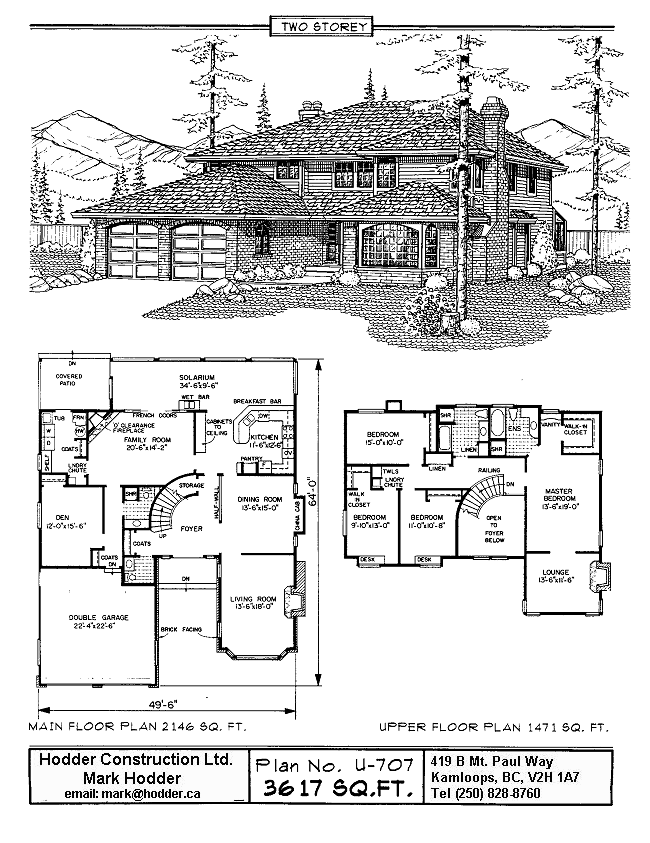 TWO STOREY
DN
COVERED
PATIO
SOLARIUM
34'-6"x9'-6"
WET BAR
BREAKFAST BAR
FRENCH DOORS
TUB
FRN
HW
W
D
'O' CLEARANCE
FIREPLACE
FAMILY ROOM
20'-6"x14'-2"
CABINETS
TO
CEILING
DW
KITCHEN
11'-6"x12'-6"
COATS
SHELF
LNDRY
CHUTE
PANTRY
STORAGE
SHR
DEN
12'-0"x15'-6"
HALF-WALL
DINING ROOM
13'-6"x15'-0"
CHINA CAB
64'-0"
FOYER
UP
COATS
COATS
DN
DN
LIVING ROOM
13'-6"x18'-0"
DOUBLE GARAGE
22'-4"x22'-6"
BRICK FACING
49'-6"
MAIN FLOOR PLAN 2146 SQ. FT.
BEDROOM
15'-0"x10'-0"
SHR
LINEN
ENS
SHR
VANITY
WALK-IN
CLOSET
LINEN
RAILING
TWLS
LNDRY
CHUTE
DN
WALK
IN
CLOSET
MASTER
BEDROOM
13'-6"x19'-0"
BEDROOM
9'-10"x13'-0"
BEDROOM
11'-0"x10'-8"
OPEN
TO
FOYER
BELOW
DESK
DESK
LOUNGE
13'-6"x11'-6"
UPPER FLOOR PLAN 1471 SQ. FT.
Hodder Construction Ltd.
Mark Hodder
email: mark@hodder.ca
Plan No. U-707
3617 SQ.FT.
419 B Mt. Paul Way
Kamloops, BC, V2H 1A7
Tel (250) 828-8760